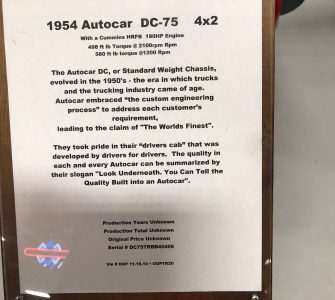 1954 Autocar DC-75 4x2
With a Cummins HRFB 190HP Engine
498 ft lb Torque @ 2100rpm Rpm
580 ft lb torque @1200 Rpm
The Autocar DC, or Standard Weight Chassis,
evolved in the 1950's - the era in which trucks
and the trucking industry came of age.
Autocar embraced "the custom engineering
process" to address each customer's
requirement,
leading to the claim of "The Worlds Finest".
They took pride in their "drivers cab" that was
developed by drivers for drivers. The quality in
each and every Autocar can be summarized by
their slogan "Look Underneath. You Can Tell the
Quality Built into an Autocar".
Production Years Unknown
Production Total Unknown
Original Price Unknown
Serial # DC75TRBB40406